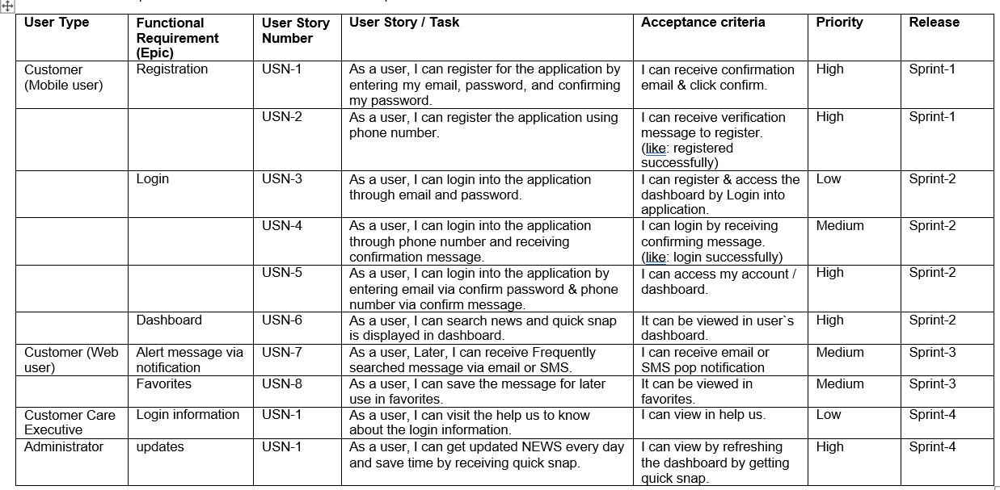 User Type
Functional
Requirement
(Epic)
User Story
Number
User Story / Task
Acceptance criteria
Priority
Release
Customer
(Mobile user)
Registration
USN-1
As a user, I can register for the application by
entering my email, password, and confirming
my password.
I can receive confirmation
email & click confirm.
High
Sprint-1
USN-2
As a user, I can register the application using
phone number.
I can receive verification
message to register.
(like: registered
successfully)
High
Sprint-1
Login
USN-3
As a user, I can login into the application
through email and password.
I can register & access the
dashboard by Login into
application.
Low
Sprint-2
USN-4
As a user, I can login into the application
through phone number and receiving
confirmation message.
I can login by receiving
confirming message.
(like: login successfully)
Medium
Sprint-2
USN-5
As a user, I can login into the application by
entering email via confirm password & phone
number via confirm message.
I can access my account /
dashboard.
High
Sprint-2
Dashboard
USN-6
As a user, I can search news and quick snap
is displayed in dashboard.
It can be viewed in user`s
dashboard.
High
Sprint-2
Customer (Web
user)
Alert message via
notification
USN-7
As a user, Later, I can receive Frequently
searched message via email or SMS.
I can receive email or
SMS pop notification
Medium
Sprint-3
Favorites
USN-8
As a user, I can save the message for later
use in favorites.
It can be viewed in
favorites.
Medium
Sprint-3
Customer Care
Executive
Login information
USN-1
As a user, I can visit the help us to know
about the login information.
I can view in help us.
Low
Sprint-4
Administrator
updates
USN-1
As a user, I can get updated NEWS every day
and save time by receiving quick snap.
I can view by refreshing
the dashboard by getting
quick snap.
High
Sprint-4